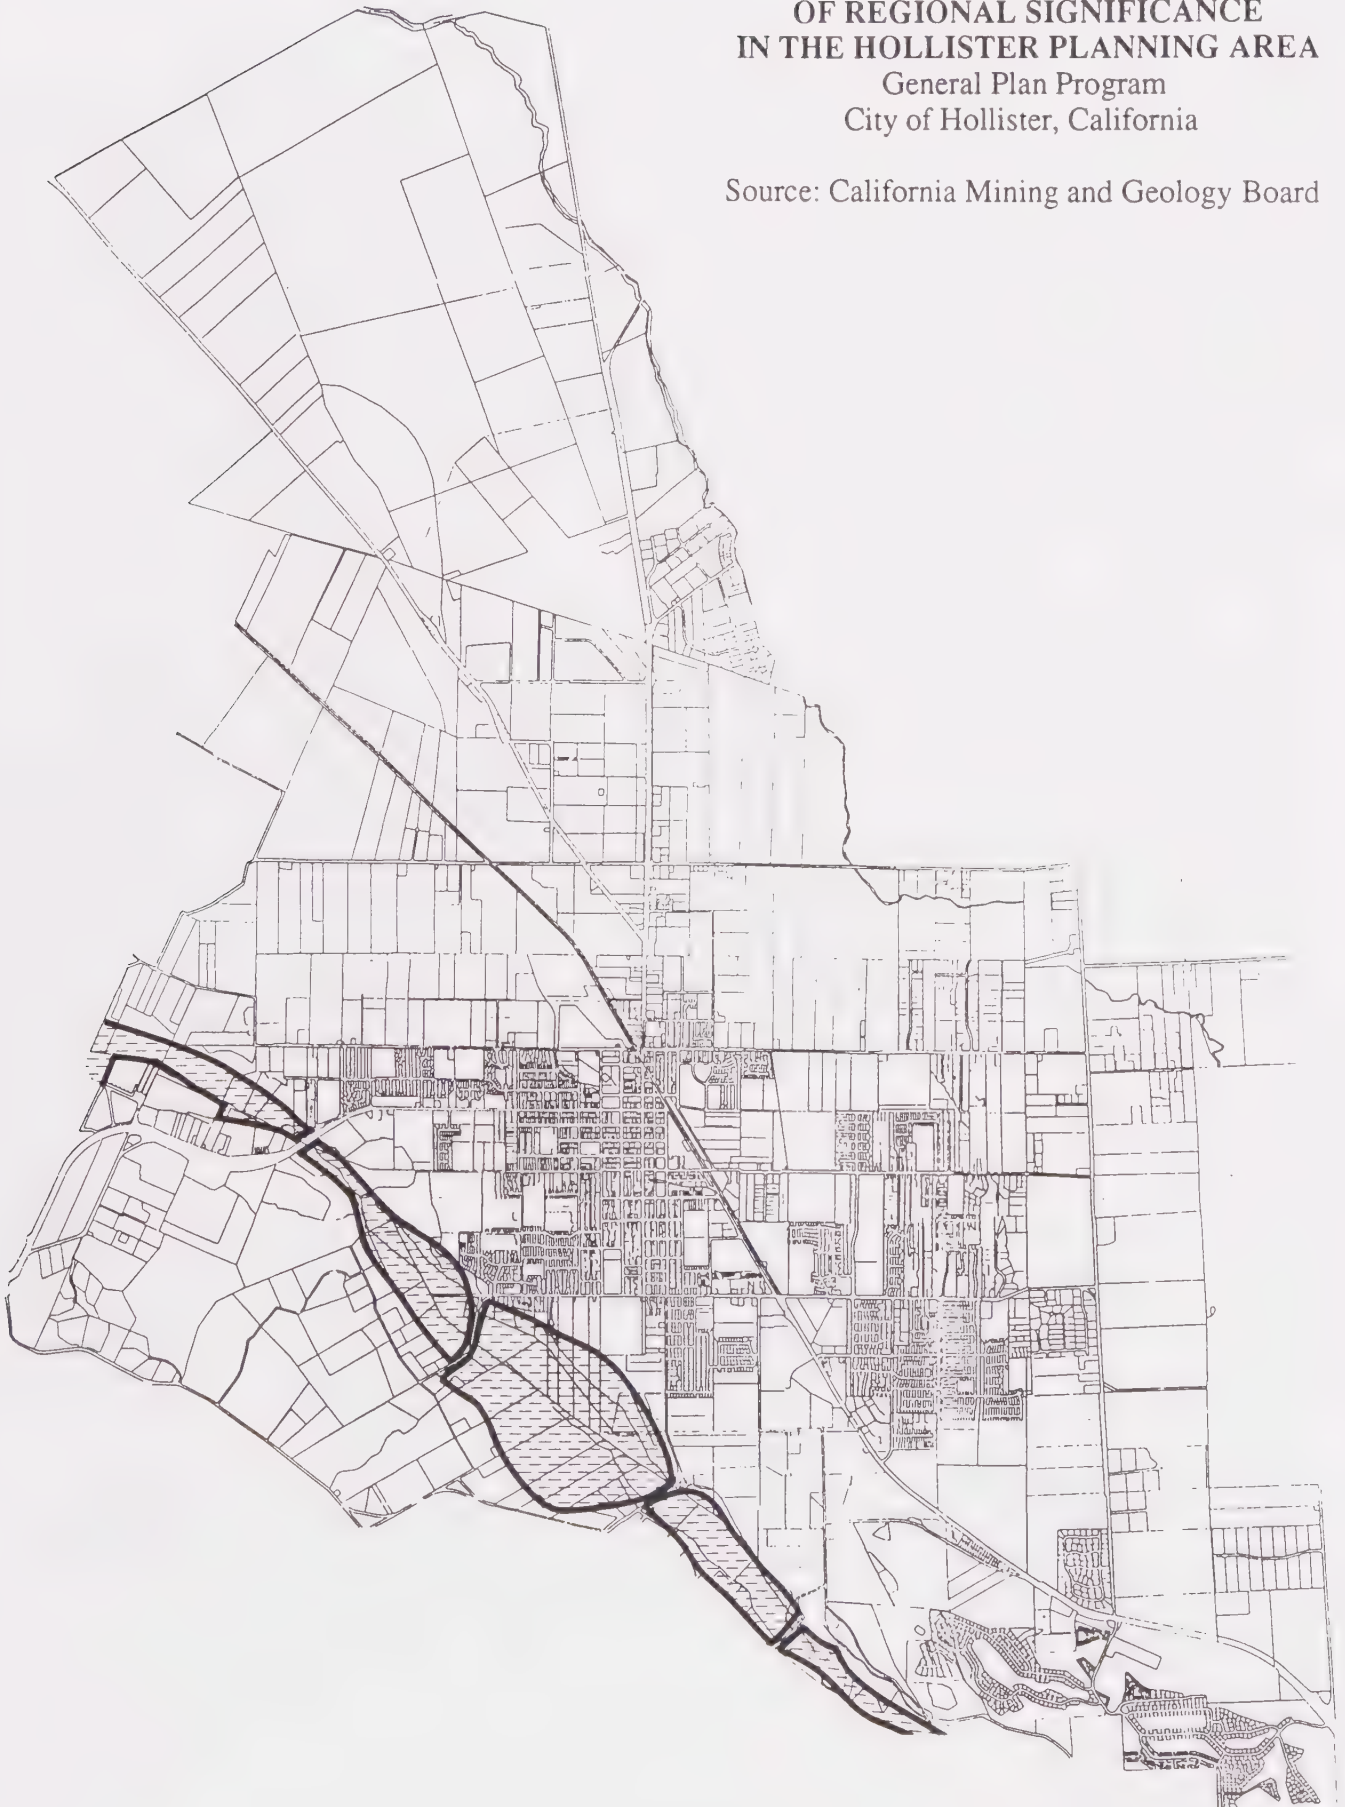 OF REGIONAL SIGNIFICANCE
IN THE HOLLISTER PLANNING AREA
General Plan Program
City of Hollister, California
Source: California Mining and Geology Board